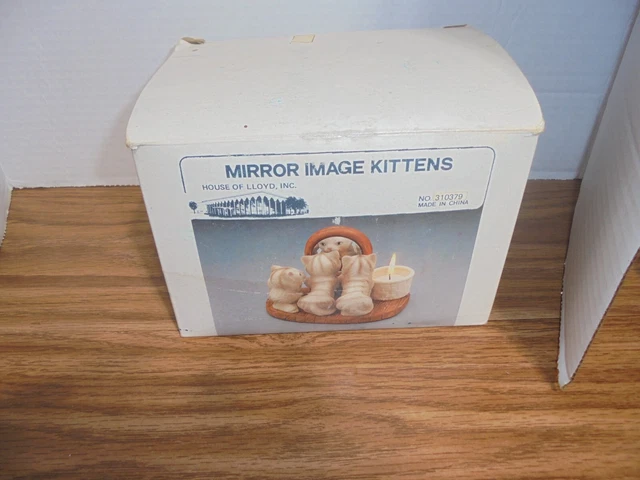 MIRROR IMAGE KITTENS
HOUSE OF LLOYD, INC.
NO. 310379
MADE IN CHINA